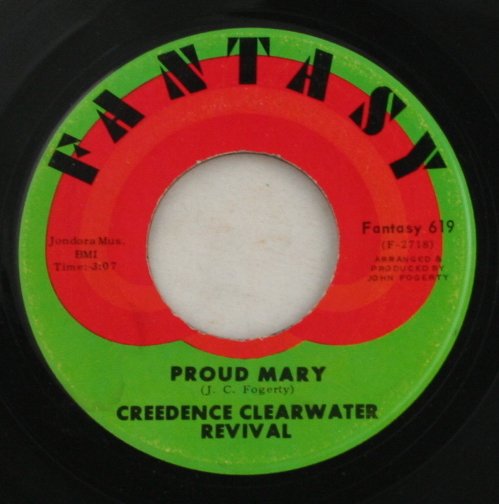 FANTASY
Jondora Mus.
BMI
Time: 3:07
Fantasy 619
(F-2718)
ARRANGED &
PRODUCED BY
JOHN FOGERTY
PROUD MARY
(J. C. Fogerty)
CREEDENCE CLEARWATER
REVIVAL